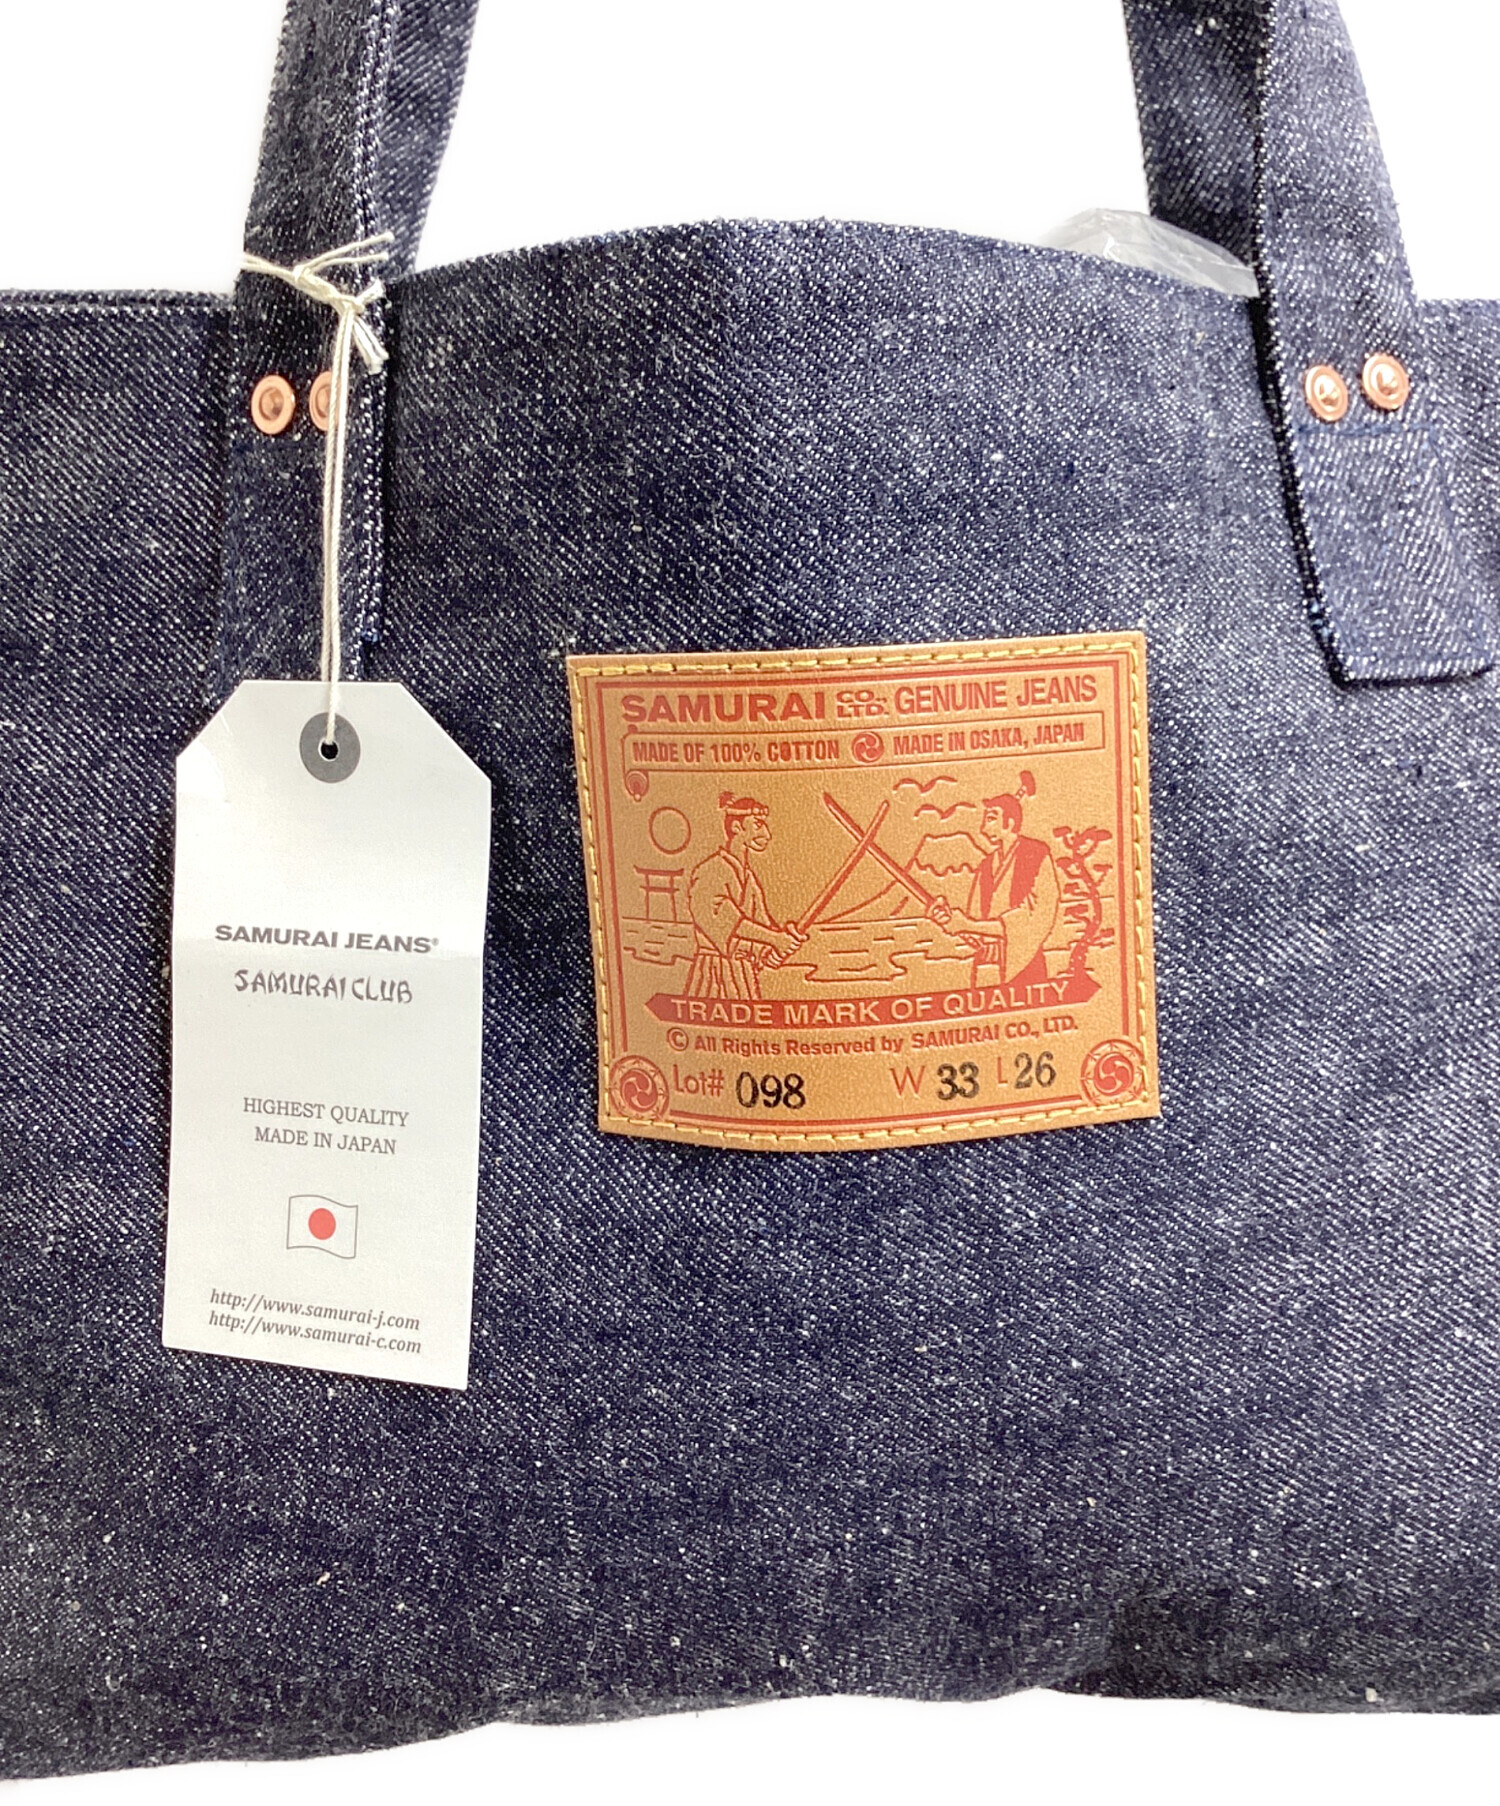 SAMURAI CO., LTD. GENUINE JEANS
MADE OF 100% COTTON MADE IN OSAKA, JAPAN
TRADE MARK OF QUALITY
© All Rights Reserved by SAMURAI CO., LTD.
Lot# 098 W 33 L 26
SAMURAI JEANS®
SAMURAI CLUB
HIGHEST QUALITY
MADE IN JAPAN
http://www.samurai-j.com
http://www.samurai-c.com